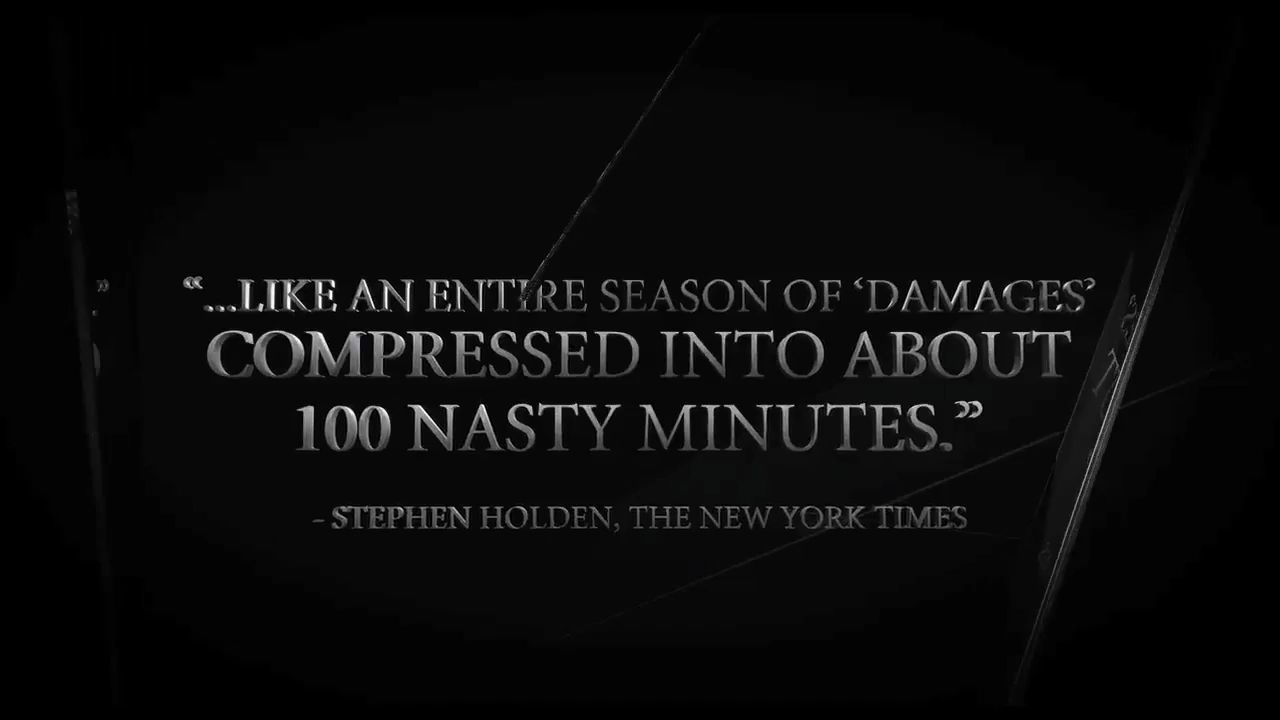 “...LIKE AN ENTIRE SEASON OF ‘DAMAGES’
COMPRESSED INTO ABOUT
100 NASTY MINUTES.”
- STEPHEN HOLDEN, THE NEW YORK TIMES